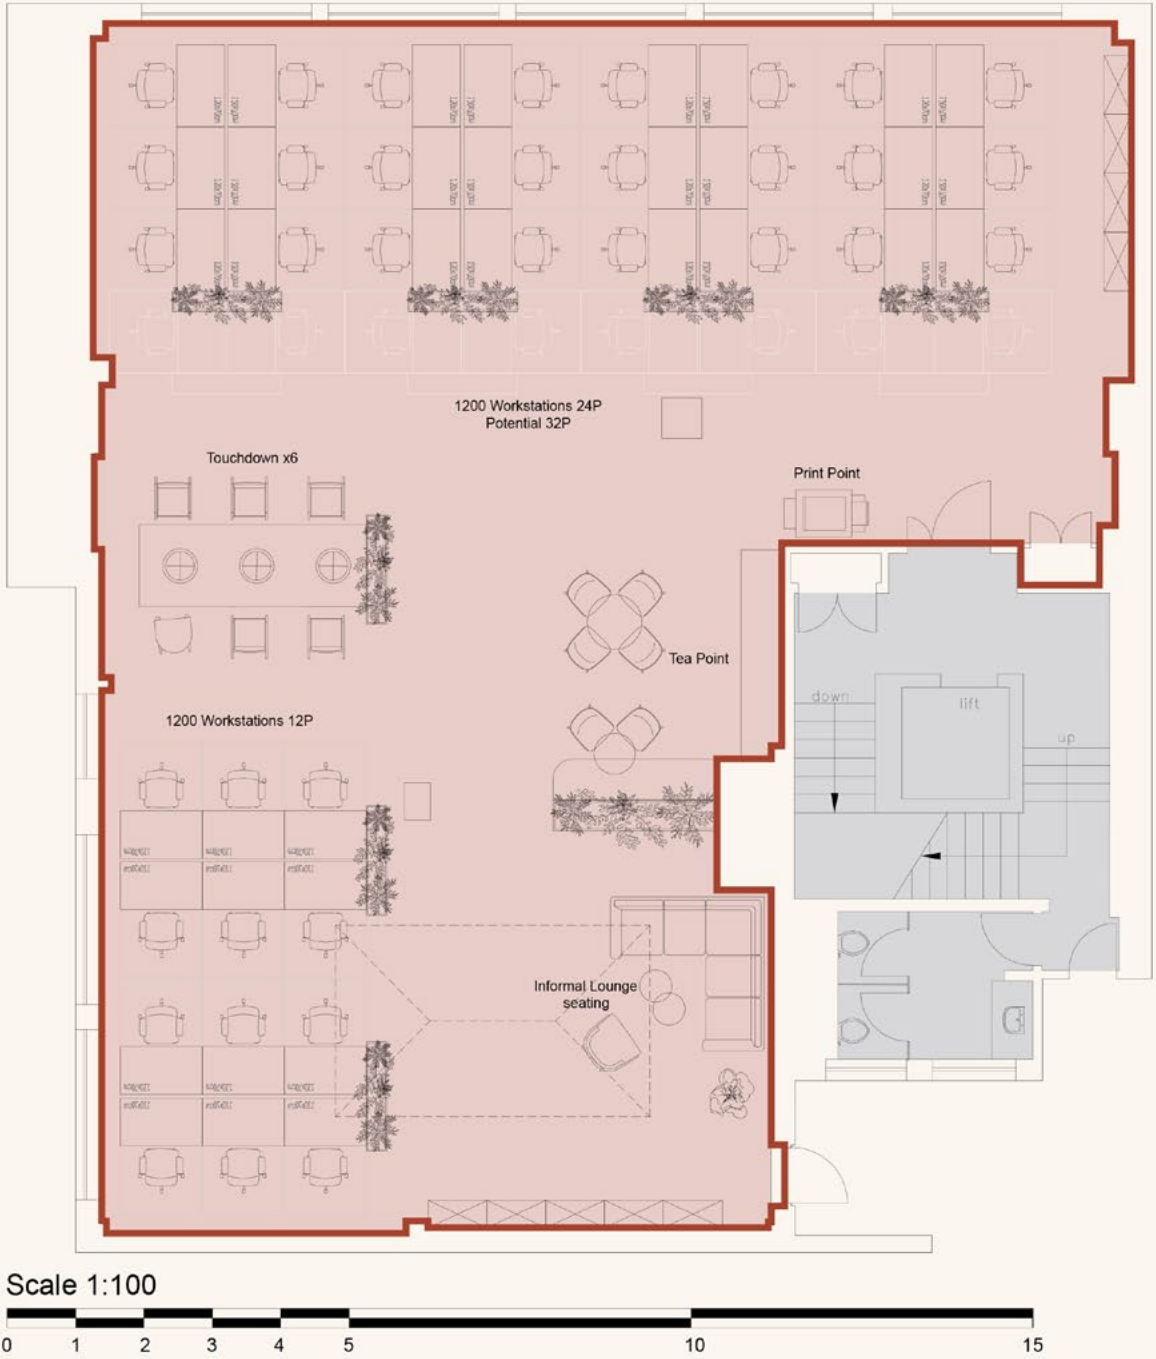 1200 Workstations 24P
Potential 32P
Touchdown x6
Print Point
Tea Point
down
lift
up
1200 Workstations 12P
Informal Lounge
seating
Scale 1:100
0 1 2 3 4 5 10 15